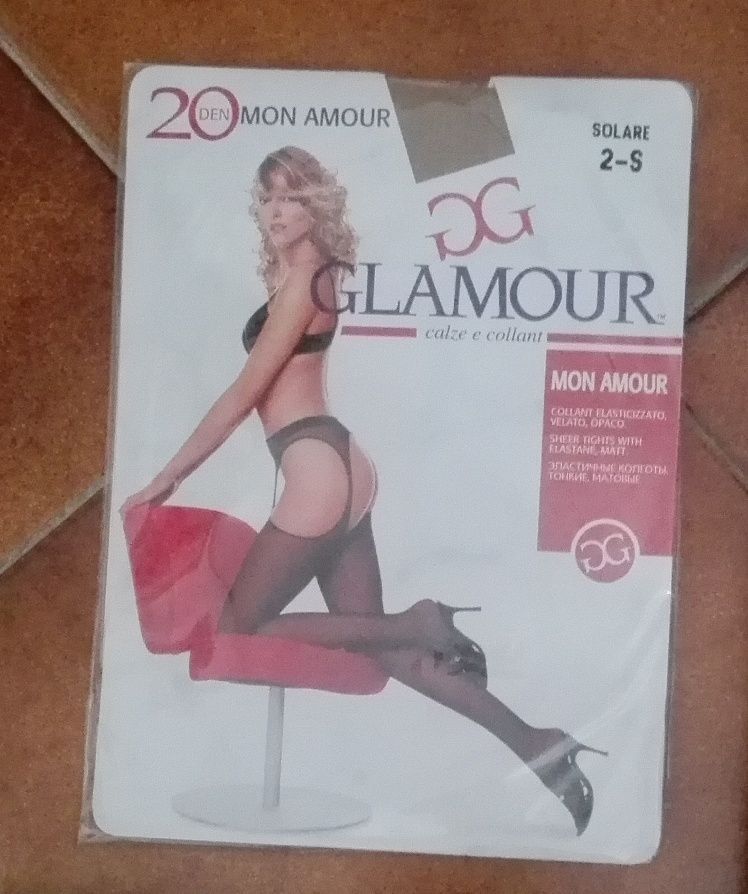 20 DEN MON AMOUR
SOLARE
2-S
GG
GLAMOUR™
calze e collant
MON AMOUR
COLLANT ELASTICIZZATO,
VELATO, OPACO
SHEER TIGHTS WITH
ELASTANE, MATT
ЭЛАСТИЧНЫЕ КОЛГОТЫ,
ТОНКИЕ, МАТОВЫЕ
GG